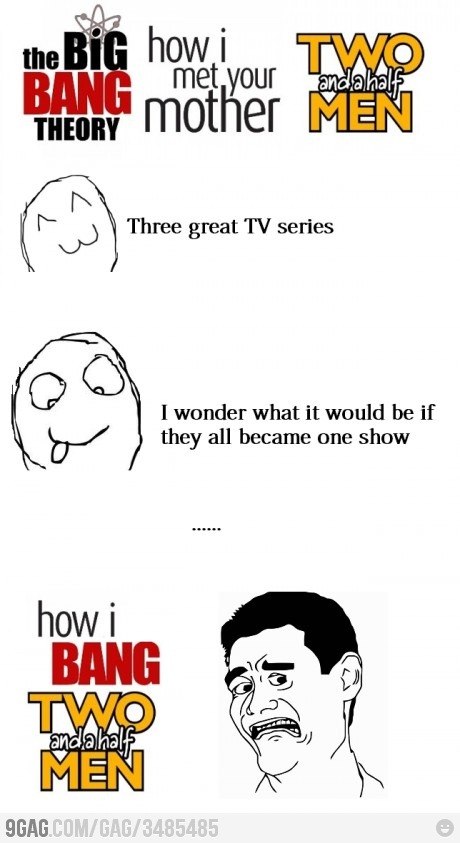 the BIG
BANG
THEORY
how i
met your
mother
TWO
and a half
MEN
Three great TV series
I wonder what it would be if
they all became one show
......
how i
BANG
TWO
and a half
MEN
9GAG.COM/GAG/3485485